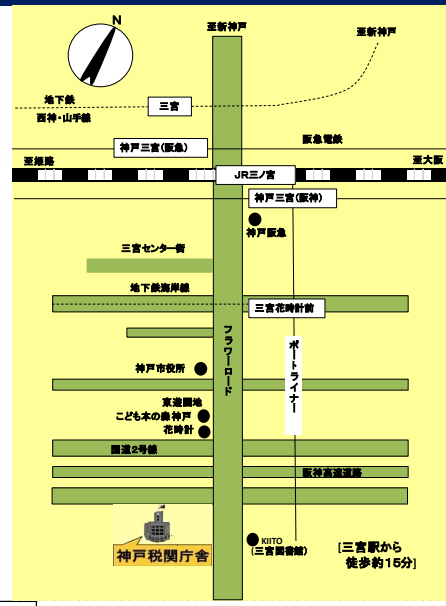 N
至新神戸
至新神戸
地下鉄
三宮
西神・山手線
神戸三宮(阪急)
阪急電鉄
至姫路
至大阪
JR三ノ宮
神戸三宮(阪神)
神戸阪急
三宮センター街
地下鉄海岸線
三宮花時計前
フラワーロード
ポートライナー
神戸市役所
東遊園地
こども本の森神戸
花時計
国道2号線
阪神高速道路
KIITO
(三宮図書館)
[三宮駅から
徒歩約15分]
神戸税関庁舎